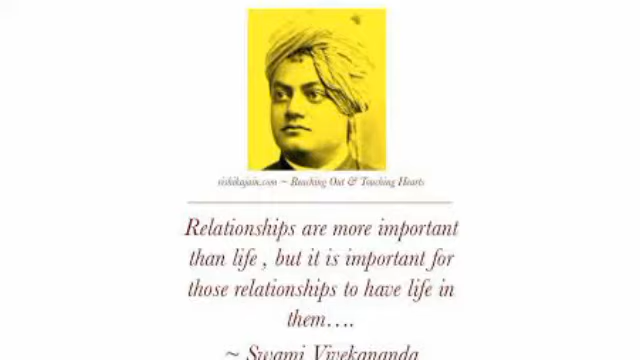 rishikajain.com ~ Reaching Out & Touching Hearts
Relationships are more important
than life , but it is important for
those relationships to have life in
them....
~ Swami Vivekananda